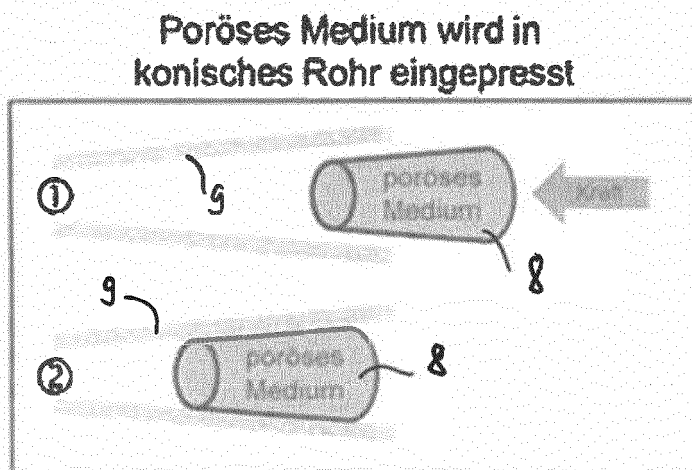 Poröses Medium wird in
konisches Rohr eingepresst
①
9
poröses
Medium
Kraft
8
9
②
poröses
Medium
8